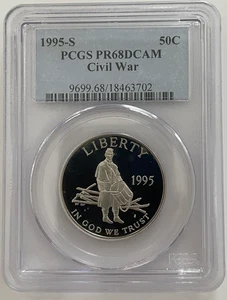 1995-S 50C
PCGS PR68DCAM
Civil War
9699.68/18463702
LIBERTY
1995
IN GOD WE TRUST